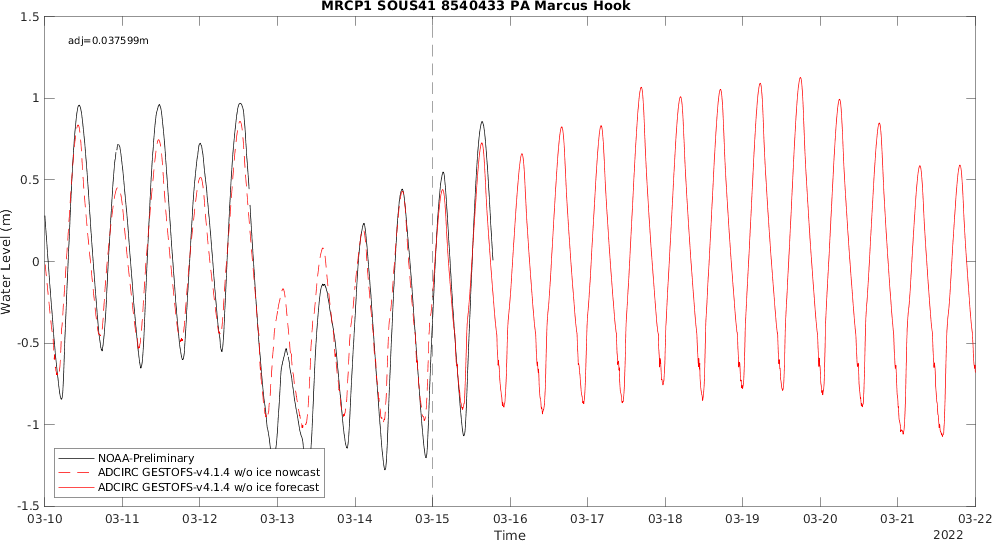 MRCP1 SOUS41 8540433 PA Marcus Hook
adj=0.037599m
1.5
1
0.5
0
-0.5
-1
-1.5
Water Level (m)
NOAA-Preliminary
ADCIRC GESTOFS-v4.1.4 w/o ice nowcast
ADCIRC GESTOFS-v4.1.4 w/o ice forecast
03-10 03-11 03-12 03-13 03-14 03-15 03-16 03-17 03-18 03-19 03-20 03-21 03-22
Time
2022